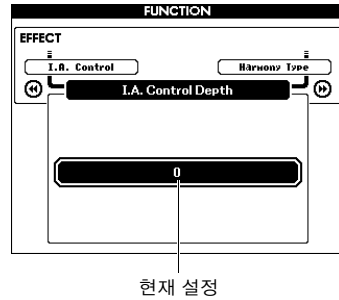 FUNCTION
EFFECT
I.A. Control
Harmony Type
I.A. Control Depth
0
현재 설정